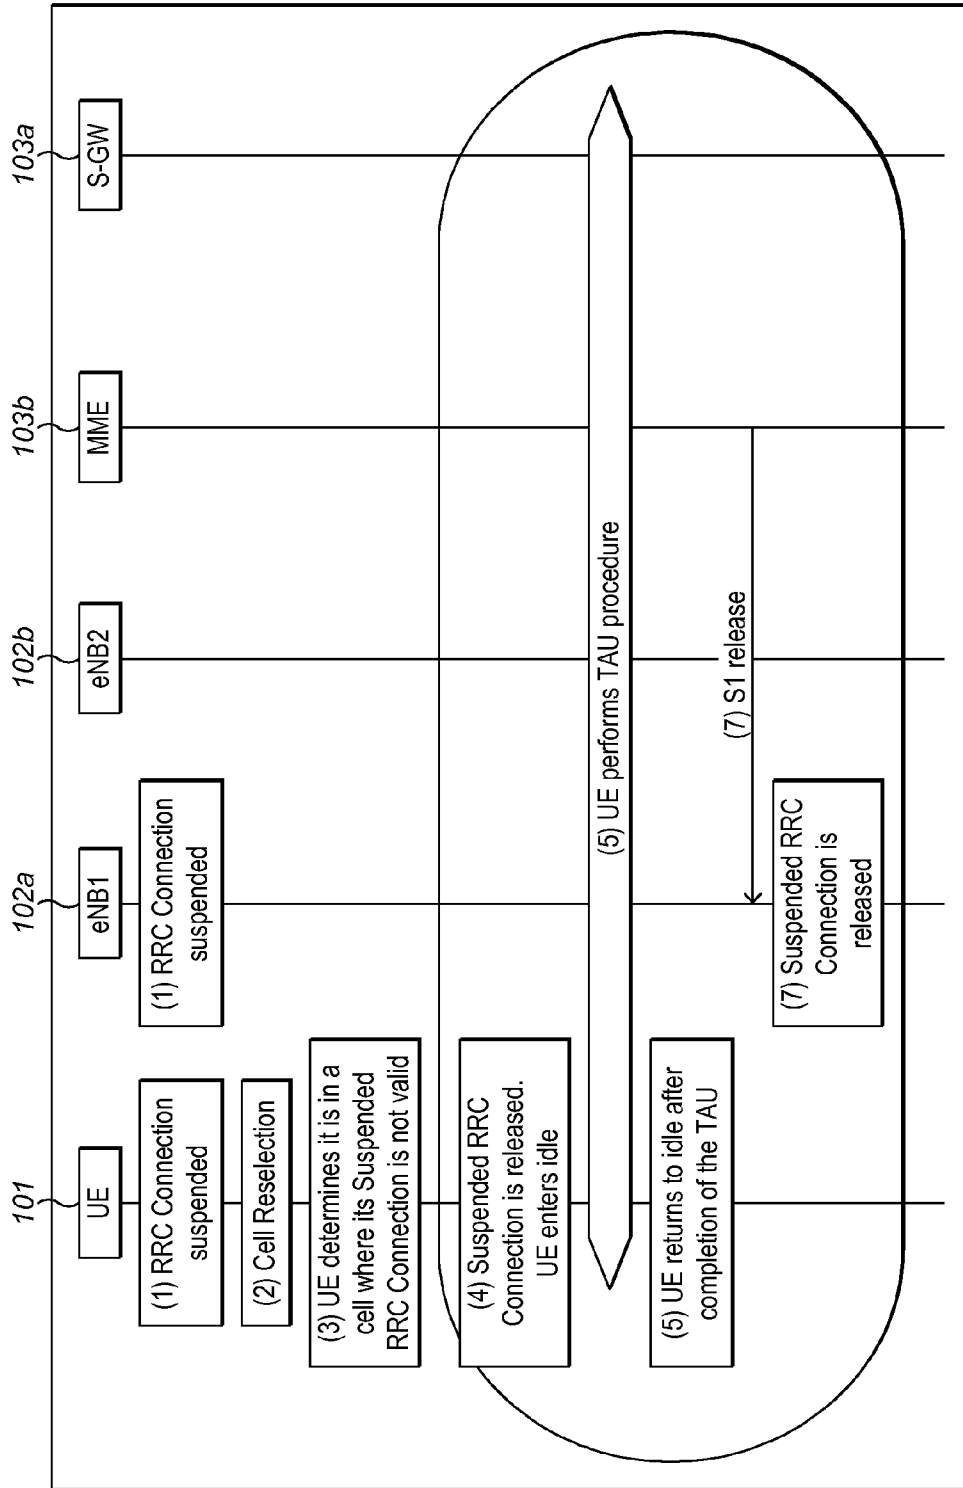 101
102a
102b
103b
103a
UE
eNB1
eNB2
MME
S-GW
(1) RRC Connection
suspended
(1) RRC Connection
suspended
(2) Cell Reselection
(3) UE determines it is in a
cell where its Suspended
RRC Connection is not valid
(4) Suspended RRC
Connection is released.
UE enters idle
(5) UE performs TAU procedure
(5) UE returns to idle after
completion of the TAU
(7) S1 release
(7) Suspended RRC
Connection is
released